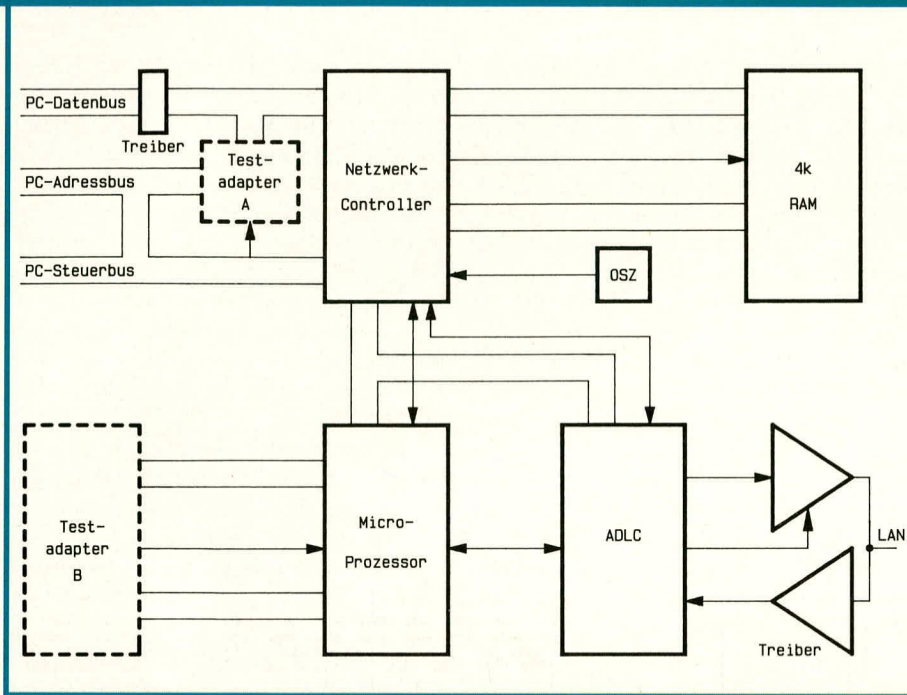 PC-Datenbus
Treiber
Test-
adapter
A
PC-Adressbus
PC-Steuerbus
Netzwerk-
Controller
4k
RAM
OSZ
Test-
adapter
B
Micro-
Prozessor
ADLC
LAN
Treiber